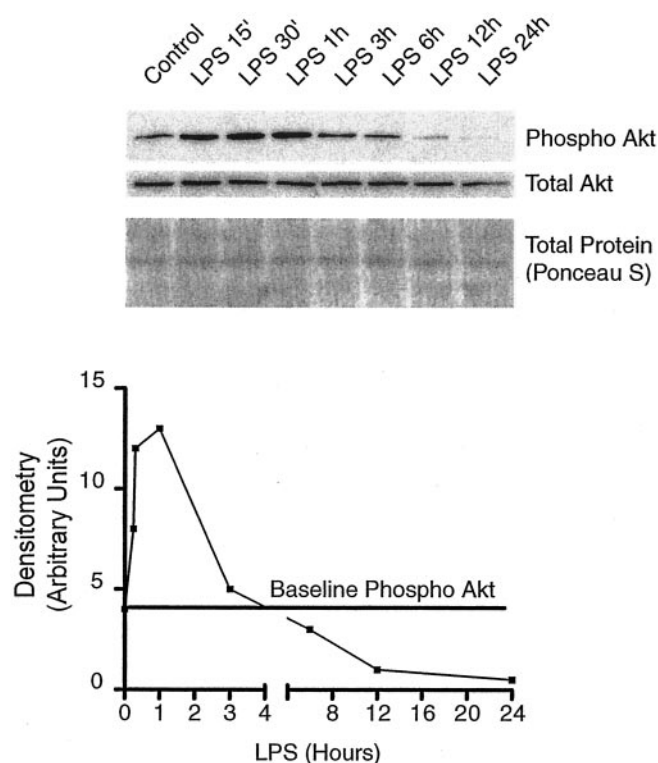 Control LPS 15' LPS 30' LPS 1h LPS 3h LPS 6h LPS 12h LPS 24h
Phospho Akt
Total Akt
Total Protein
(Ponceau S)
15
10
5
0
Densitometry
(Arbitrary Units)
Baseline Phospho Akt
0 1 2 3 4 8 12 16 20 24
LPS (Hours)